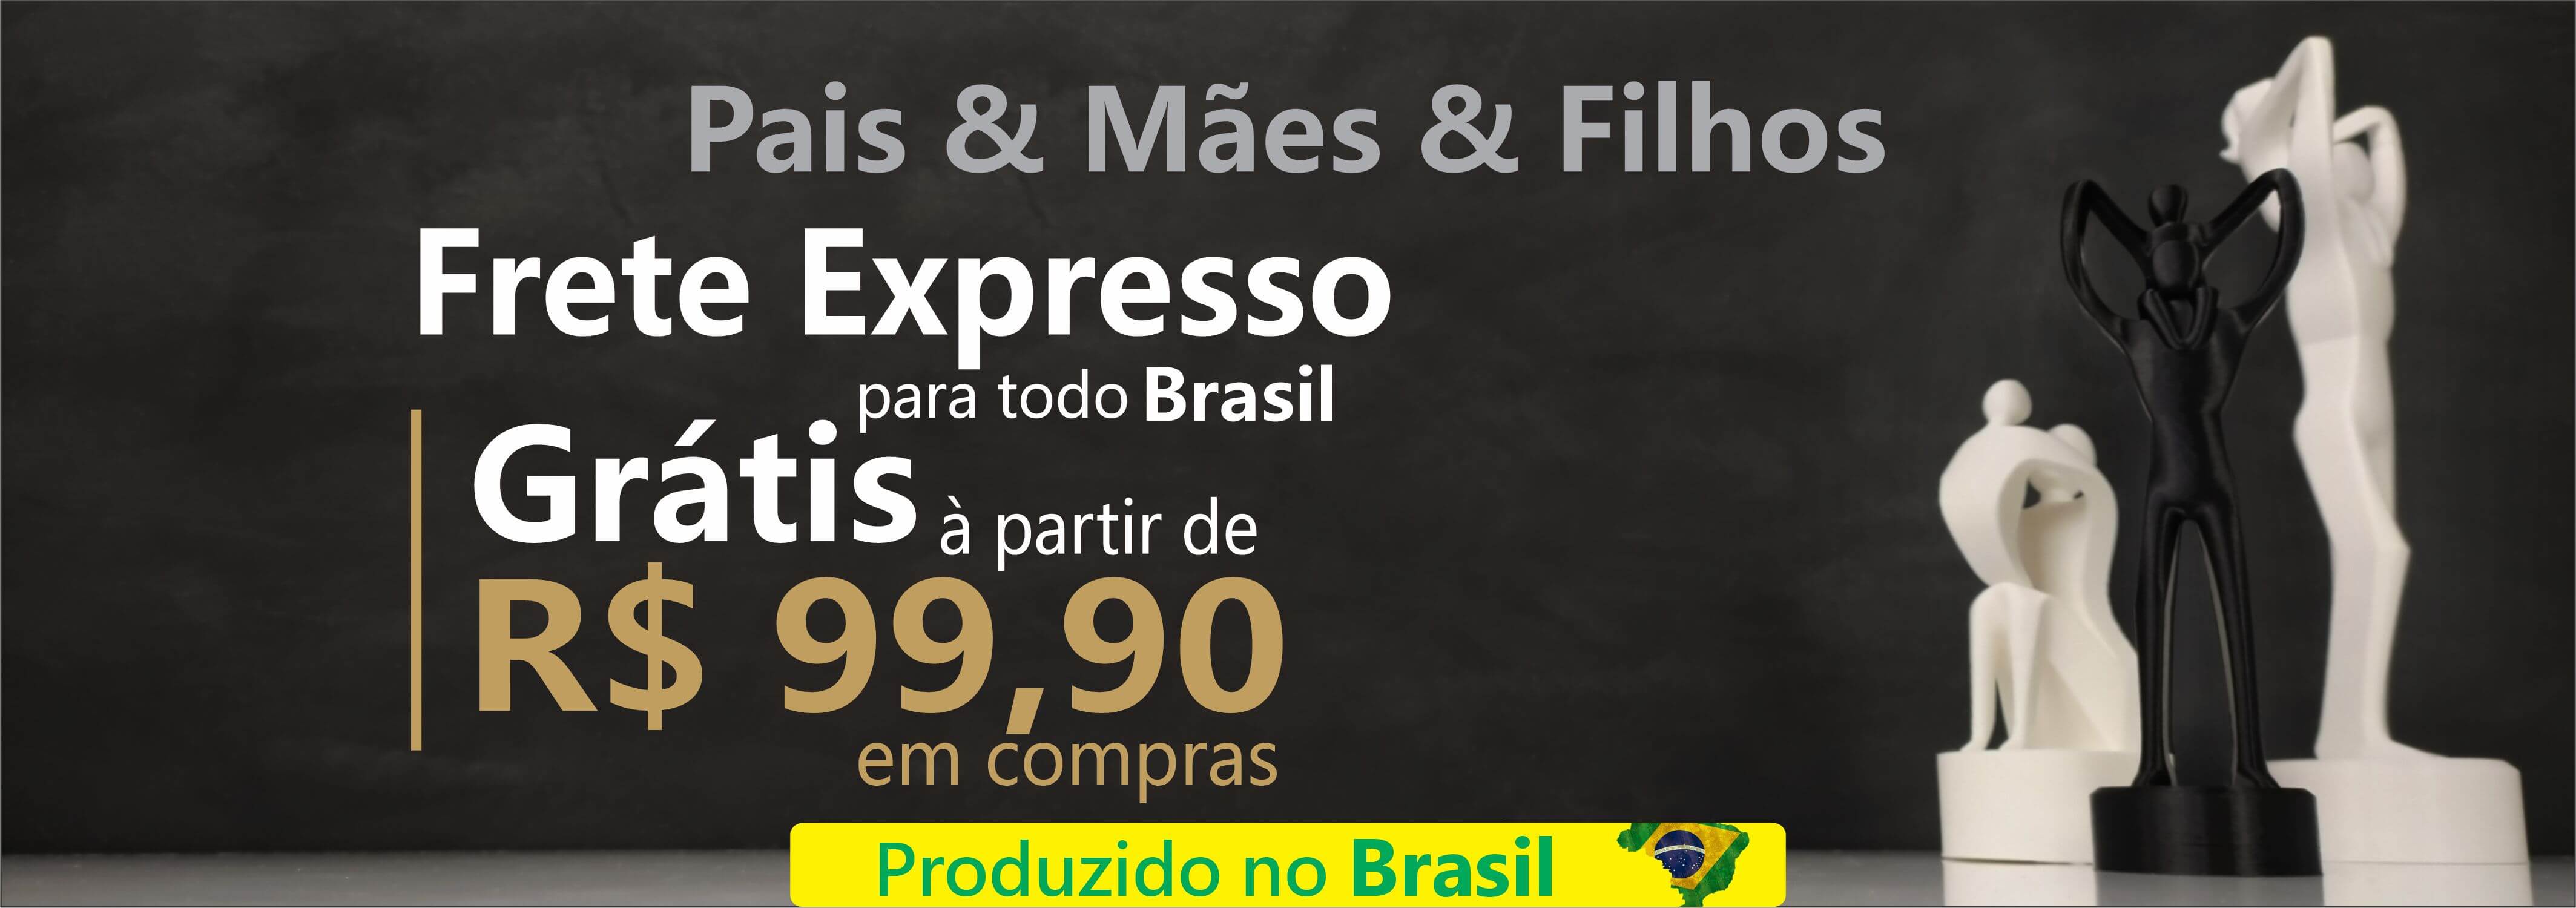 Pais & Mães & Filhos
Frete Expresso
para todo Brasil
Grátis à partir de
R$ 99,90
em compras
Produzido no Brasil